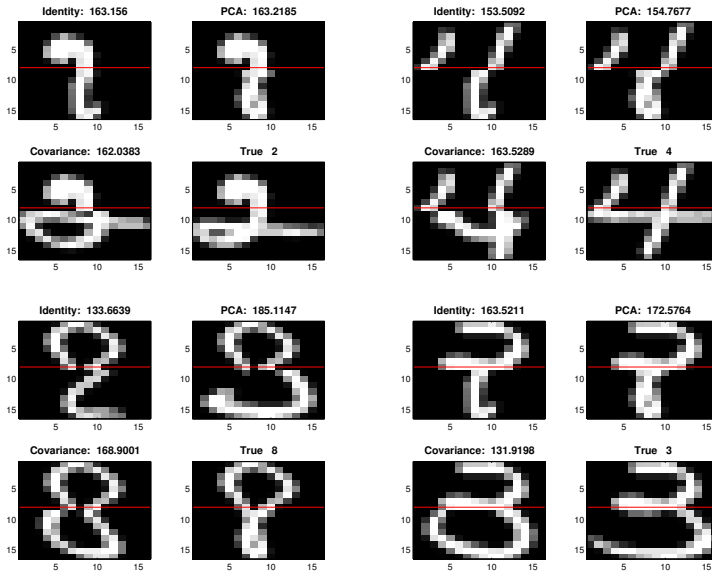 Identity: 163.156
PCA: 163.2185
5
10
15
5 10 15
5
10
15
5 10 15
Covariance: 162.0383
True 2
5
10
15
5 10 15
5
10
15
5 10 15
Identity: 153.5092
PCA: 154.7677
5
10
15
5 10 15
5
10
15
5 10 15
Covariance: 163.5289
True 4
5
10
15
5 10 15
5
10
15
5 10 15
Identity: 133.6639
PCA: 185.1147
5
10
15
5 10 15
5
10
15
5 10 15
Covariance: 168.9001
True 8
5
10
15
5 10 15
5
10
15
5 10 15
Identity: 163.5211
PCA: 172.5764
5
10
15
5 10 15
5
10
15
5 10 15
Covariance: 131.9198
True 3
5
10
15
5 10 15
5
10
15
5 10 15